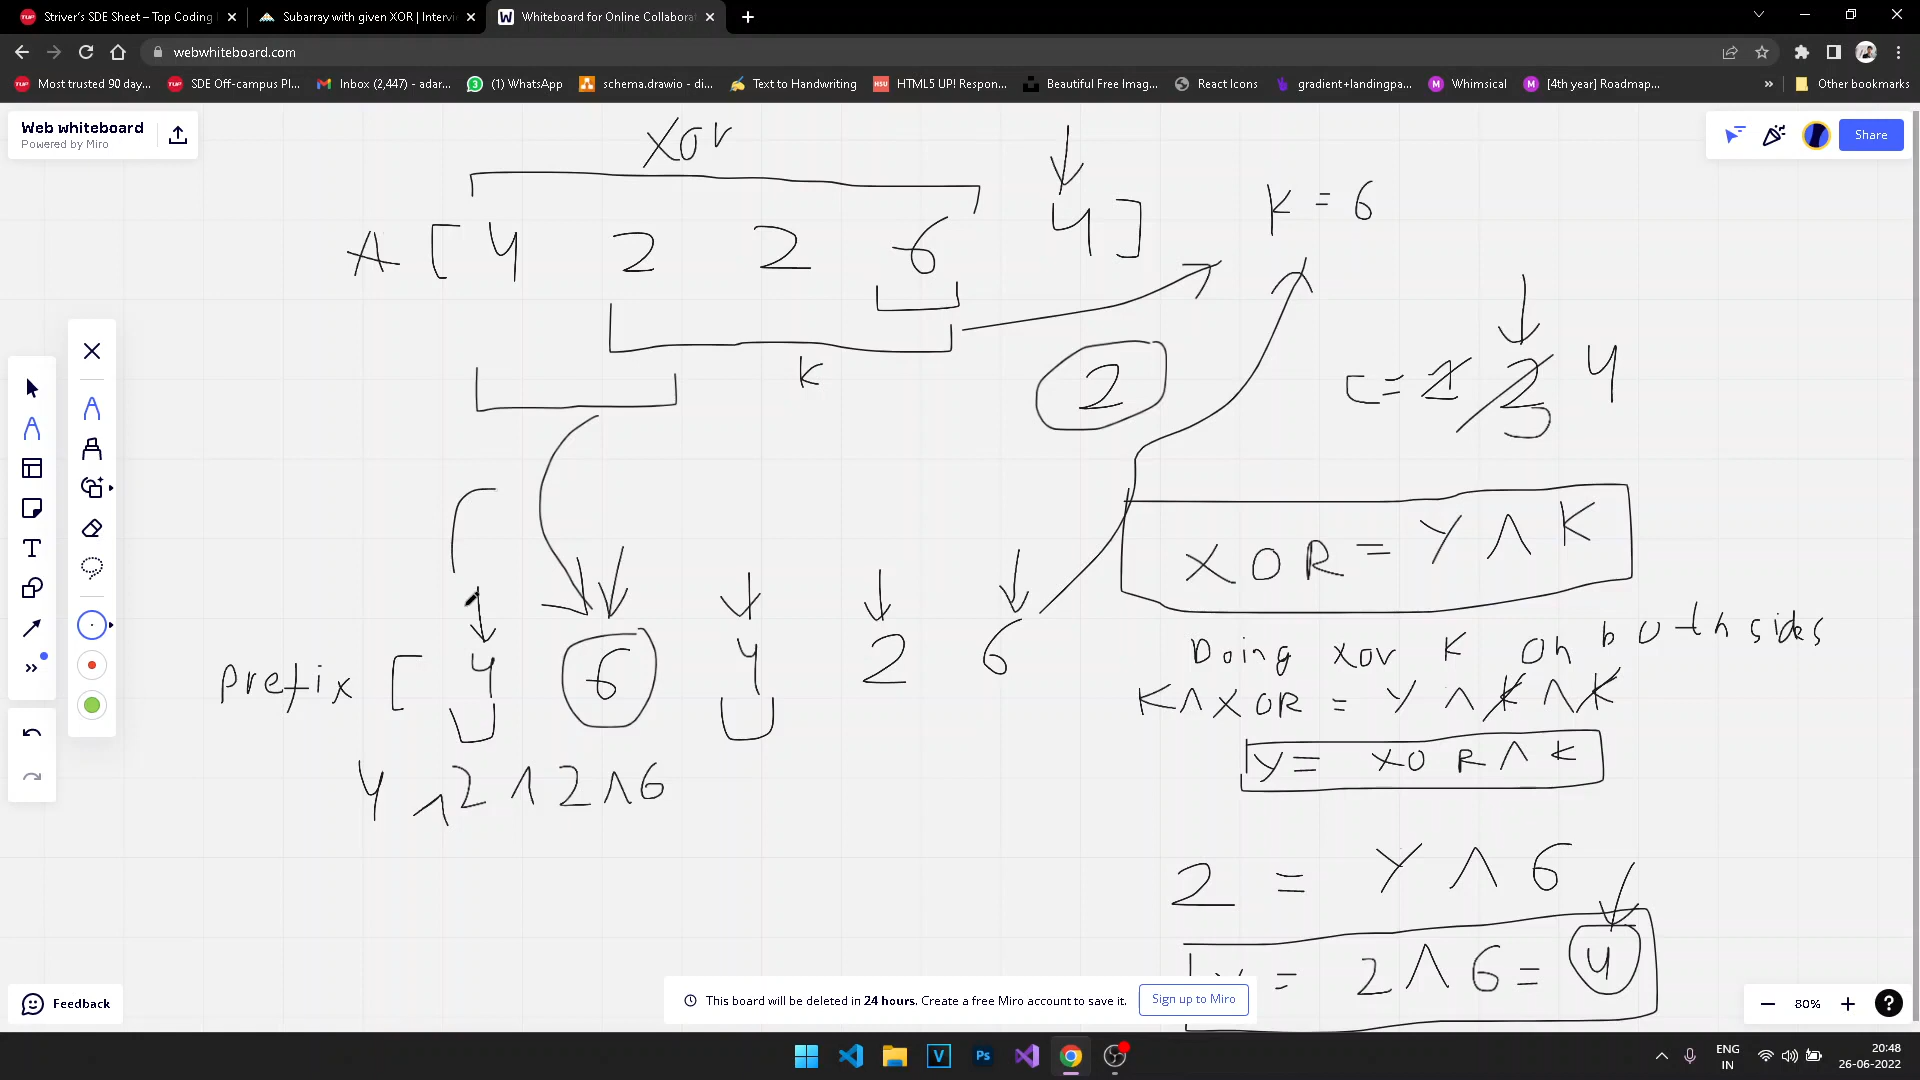 Striver's SDE Sheet – Top Coding
Subarray with given XOR | Intervi
Whiteboard for Online Collabora
webwhiteboard.com
Most trusted 90 day...
SDE Off-campus Pl...
Inbox (2,447) - adar...
(1) WhatsApp
schema.drawio - di...
Text to Handwriting
HTML5 UP! Respon...
Beautiful Free Imag...
React Icons
gradient+landingpa...
Whimsical
[4th year] Roadmap...
Other bookmarks
Web whiteboard
Powered by Miro
Share
XOR
K = 6
A [ 4 2 2 6 4 ]
K
2
C = 1 2 3 4
XOR = Y ^ K
Doing xor K on both sides
Prefix [ 4 6 4 2 6
K ^ XOR = Y ^ K ^ K
Y = XOR ^ K
4 ^ 2 ^ 2 ^ 6
2 = Y ^ 6
= 2 ^ 6 = 4
Feedback
This board will be deleted in 24 hours. Create a free Miro account to save it.
Sign up to Miro
80%
ENG
IN
20:48
26-06-2022